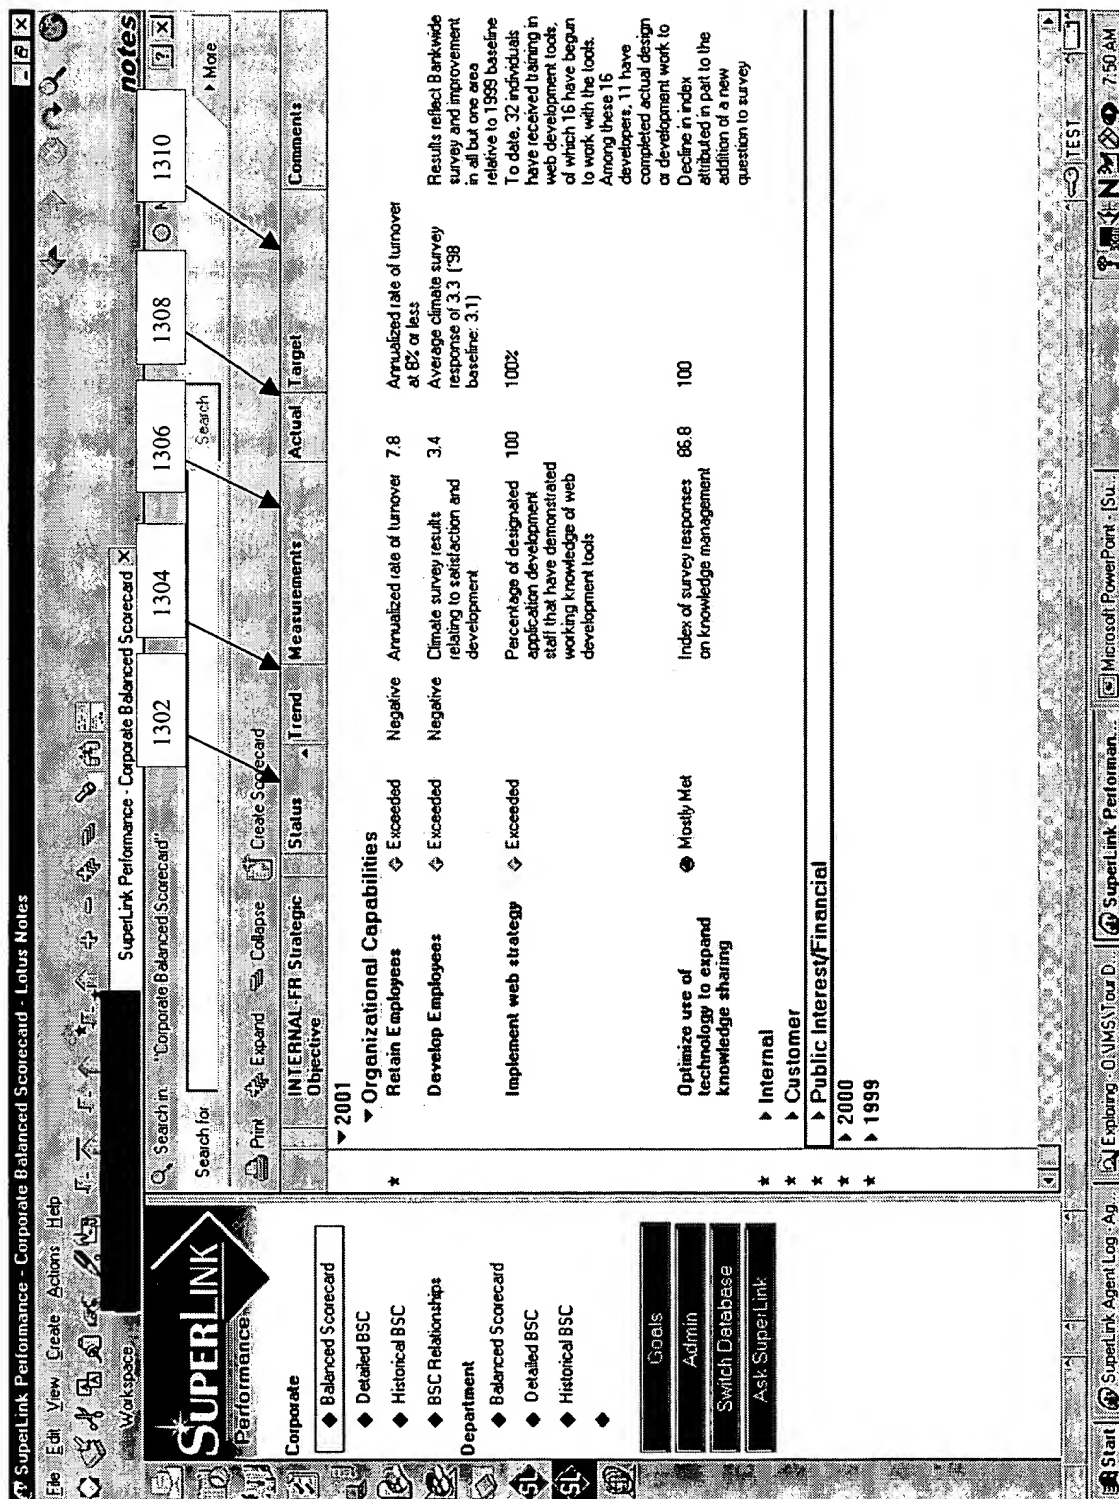 SuperLink Performance - Corporate Balanced Scorecard - Lotus Notes
File Edit View Create Actions Help
notes
Workspace
SuperLink Performance - Corporate Balanced Scorecard
1302
1304
1306
1308
1310
SUPERLINK
Performance
Corporate
Balanced Scorecard
Detailed BSC
Historical BSC
BSC Relationships
Department
Balanced Scorecard
Detailed BSC
Historical BSC
Goals
Admin
Switch Database
Ask SuperLink
Search in: "Corporate Balanced Scorecard"
Search for
Search
More
Print Expand Collapse Create Scorecard
INTERNAL-FR Strategic
Objective
Status
Trend
Measurements
Actual
Target
Comments
2001
Organizational Capabilities
Retain Employees
Exceeded
Negative
Annualized rate of turnover
7.8
Annualized rate of turnover
at 8% or less
Develop Employees
Exceeded
Negative
Climate survey results
relating to satisfaction and
development
3.4
Average climate survey
response of 3.3 ('98
baseline: 3.1)
Results reflect Bankwide
survey and improvement
in all but one area
relative to 1999 baseline
Implement web strategy
Exceeded
Percentage of designated
application development
staff that have demonstrated
working knowledge of web
development tools
100
100%
To date, 32 individuals
have received training in
web development tools,
of which 16 have begun
to work with the tools.
Among these 16
developers, 11 have
completed actual design
or development work to
Optimize use of
technology to expand
knowledge sharing
Mostly Met
Index of survey responses
on knowledge management
86.8
100
Decline in index
attributed in part to the
addition of a new
question to survey
Internal
Customer
Public Interest/Financial
2000
1999
TEST
Start
SuperLink Agent Log - Ag...
Exploring - O:\IMS\Tour D...
SuperLink Performan...
Microsoft PowerPoint - [Su...
7:50 AM